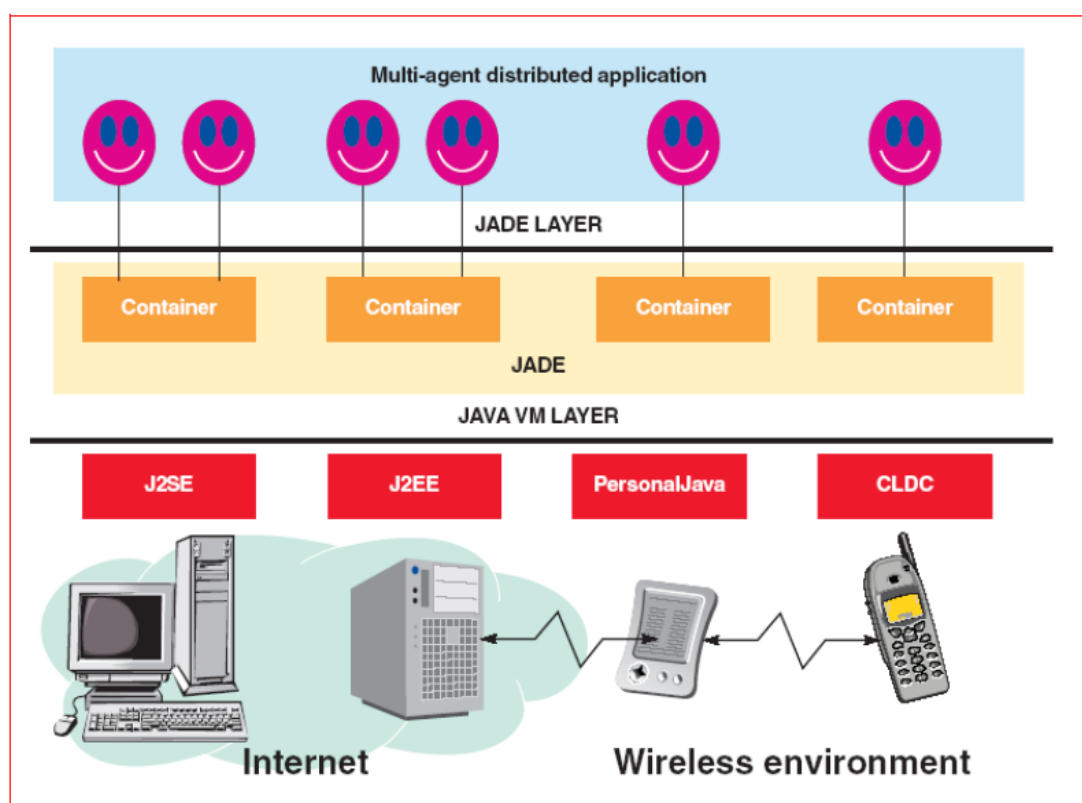 Multi-agent distributed application
JADE LAYER
Container
Container
Container
Container
JADE
JAVA VM LAYER
J2SE
J2EE
PersonalJava
CLDC
Internet
Wireless environment